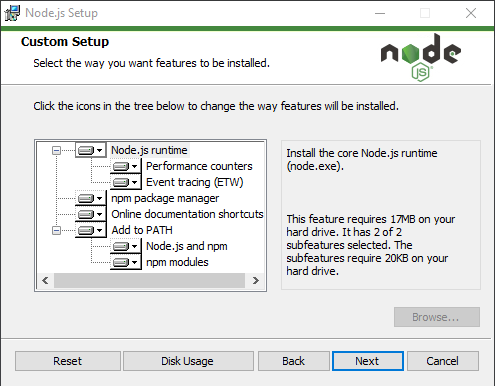 Node.js Setup
Custom Setup
Select the way you want features to be installed.
node
JS
Click the icons in the tree below to change the way features will be installed.
Node.js runtime
Performance counters
Event tracing (ETW)
npm package manager
Online documentation shortcuts
Add to PATH
Node.js and npm
npm modules
Install the core Node.js runtime
(node.exe).
This feature requires 17MB on your
hard drive. It has 2 of 2
subfeatures selected. The
subfeatures require 20KB on your
hard drive.
Browse...
Reset
Disk Usage
Back
Next
Cancel